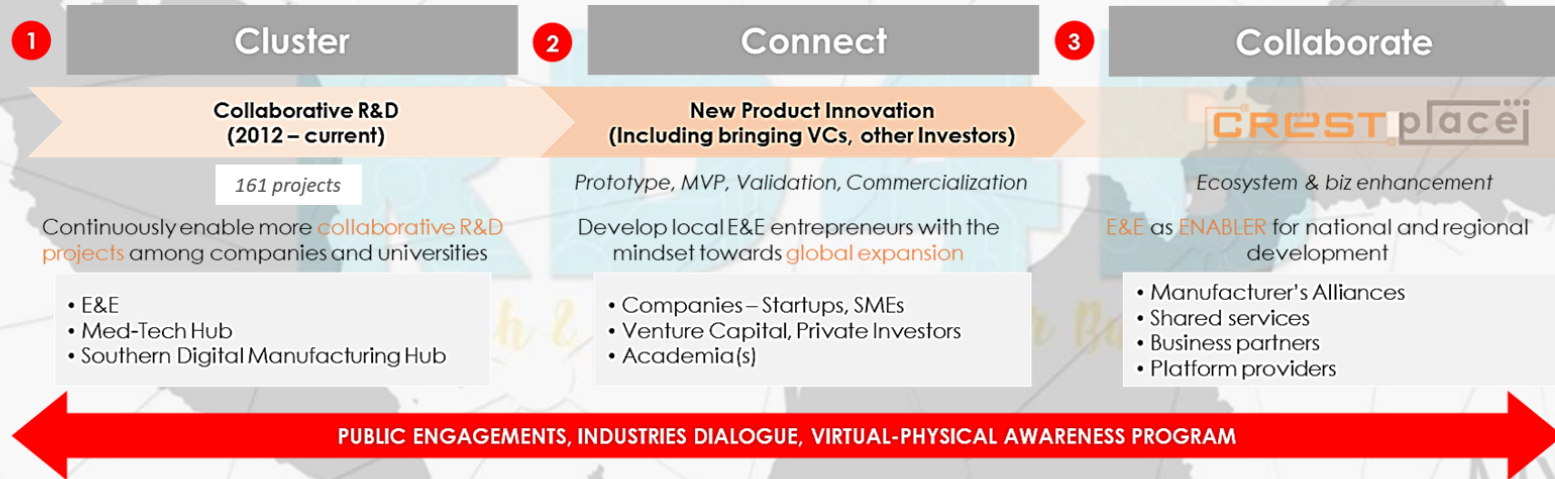 1 Cluster
Collaborative R&D
(2012 – current)
161 projects
Continuously enable more collaborative R&D
projects among companies and universities
• E&E
• Med-Tech Hub
• Southern Digital Manufacturing Hub
2 Connect
New Product Innovation
(Including bringing VCs, other Investors)
Prototype, MVP, Validation, Commercialization
Develop local E&E entrepreneurs with the
mindset towards global expansion
• Companies – Startups, SMEs
• Venture Capital, Private Investors
• Academia(s)
3 Collaborate
CREST place
Ecosystem & biz enhancement
E&E as ENABLER for national and regional
development
• Manufacturer's Alliances
• Shared services
• Business partners
• Platform providers
PUBLIC ENGAGEMENTS, INDUSTRIES DIALOGUE, VIRTUAL-PHYSICAL AWARENESS PROGRAM